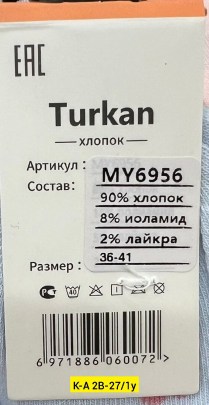 EAC
Turkan
хлопок
Артикул : MY6956
Состав: 90% хлопок
8% иоламид
2% лайкра
Размер : 36-41
6 971886 060072
K-A 2B-27/1y